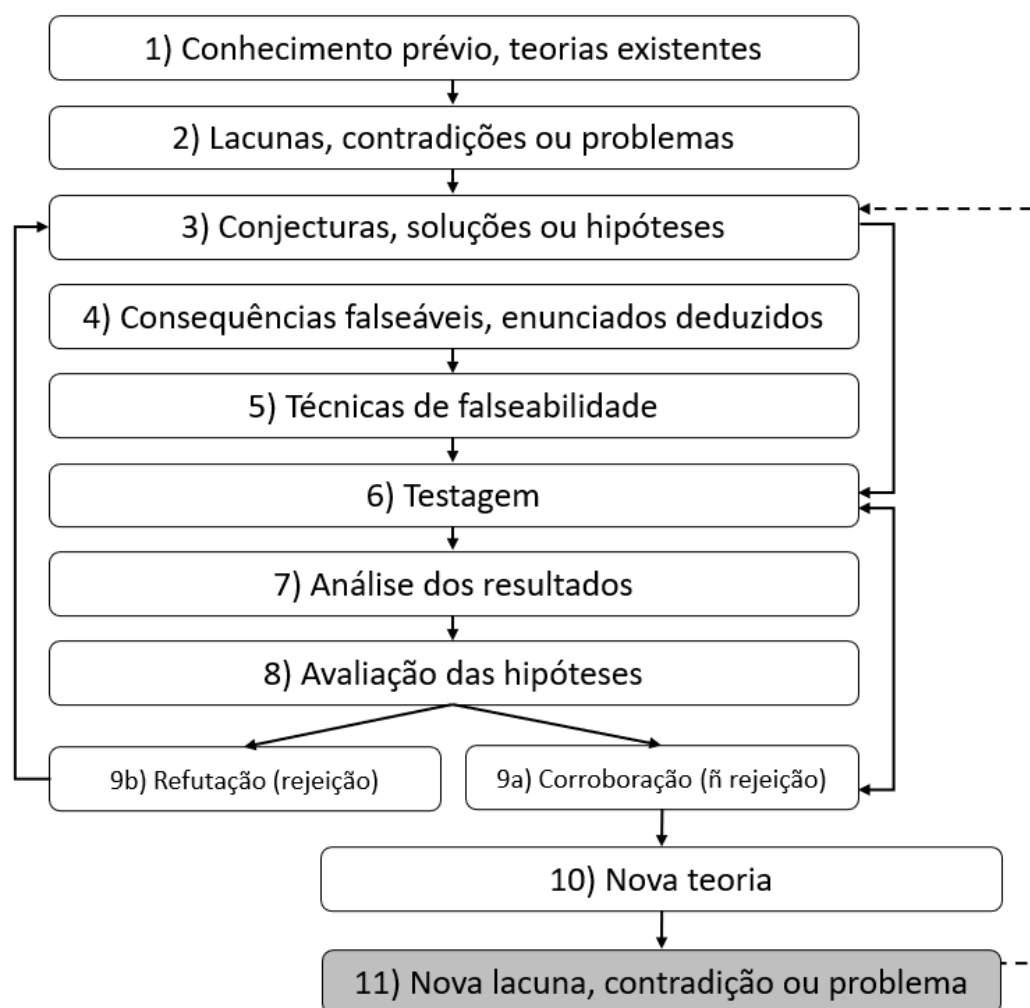 1) Conhecimento prévio, teorias existentes
2) Lacunas, contradições ou problemas
3) Conjecturas, soluções ou hipóteses
4) Consequências falseáveis, enunciados deduzidos
5) Técnicas de falseabilidade
6) Testagem
7) Análise dos resultados
8) Avaliação das hipóteses
9b) Refutação (rejeição)
9a) Corroboração (ñ rejeição)
10) Nova teoria
11) Nova lacuna, contradição ou problema